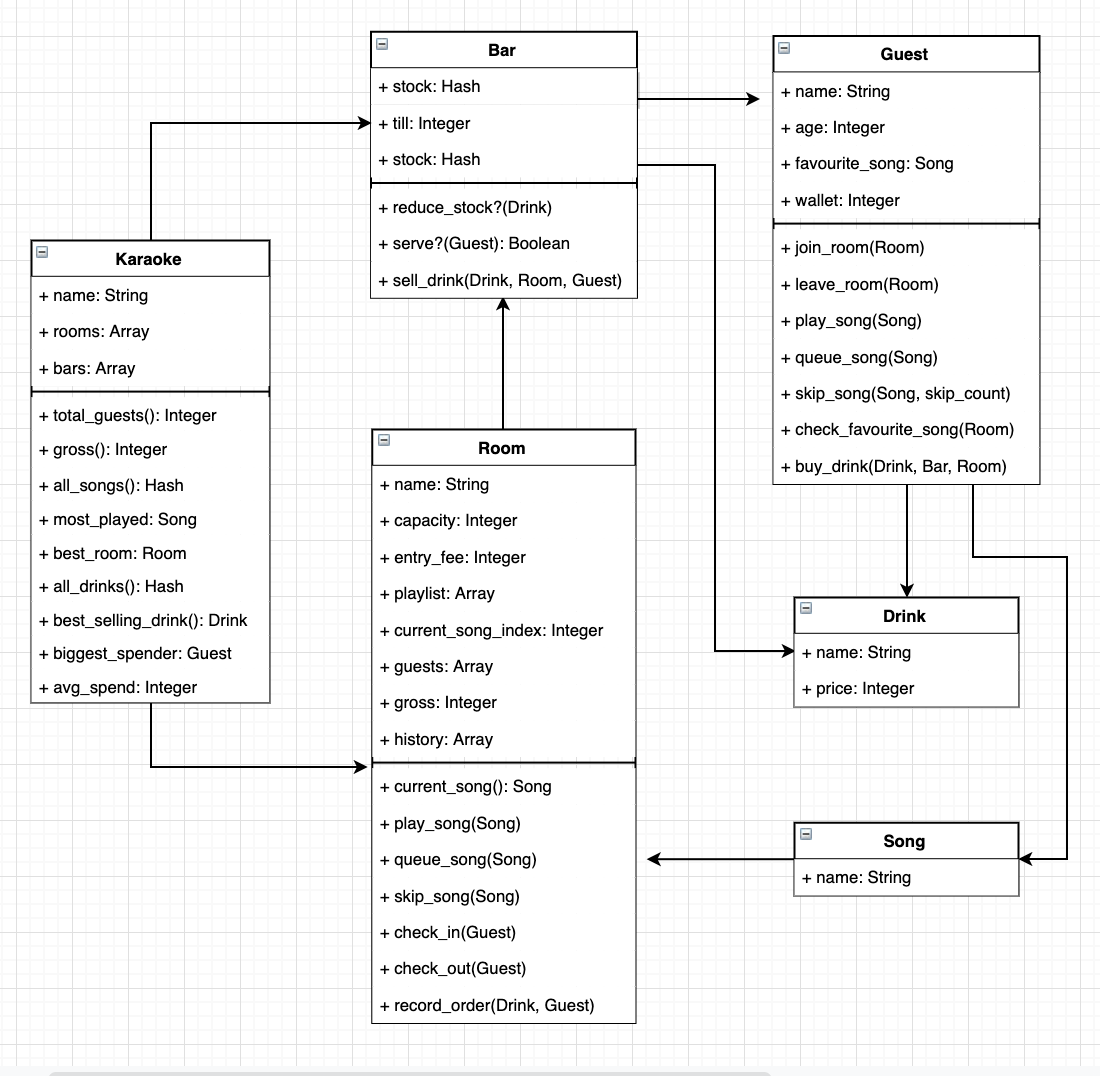 Bar
+ stock: Hash
+ till: Integer
+ stock: Hash
+ reduce_stock?(Drink)
+ serve?(Guest): Boolean
+ sell_drink(Drink, Room, Guest)
Guest
+ name: String
+ age: Integer
+ favourite_song: Song
+ wallet: Integer
+ join_room(Room)
+ leave_room(Room)
+ play_song(Song)
+ queue_song(Song)
+ skip_song(Song, skip_count)
+ check_favourite_song(Room)
+ buy_drink(Drink, Bar, Room)
Karaoke
+ name: String
+ rooms: Array
+ bars: Array
+ total_guests(): Integer
+ gross(): Integer
+ all_songs(): Hash
+ most_played: Song
+ best_room: Room
+ all_drinks(): Hash
+ best_selling_drink(): Drink
+ biggest_spender: Guest
+ avg_spend: Integer
Room
+ name: String
+ capacity: Integer
+ entry_fee: Integer
+ playlist: Array
+ current_song_index: Integer
+ guests: Array
+ gross: Integer
+ history: Array
+ current_song(): Song
+ play_song(Song)
+ queue_song(Song)
+ skip_song(Song)
+ check_in(Guest)
+ check_out(Guest)
+ record_order(Drink, Guest)
Drink
+ name: String
+ price: Integer
Song
+ name: String